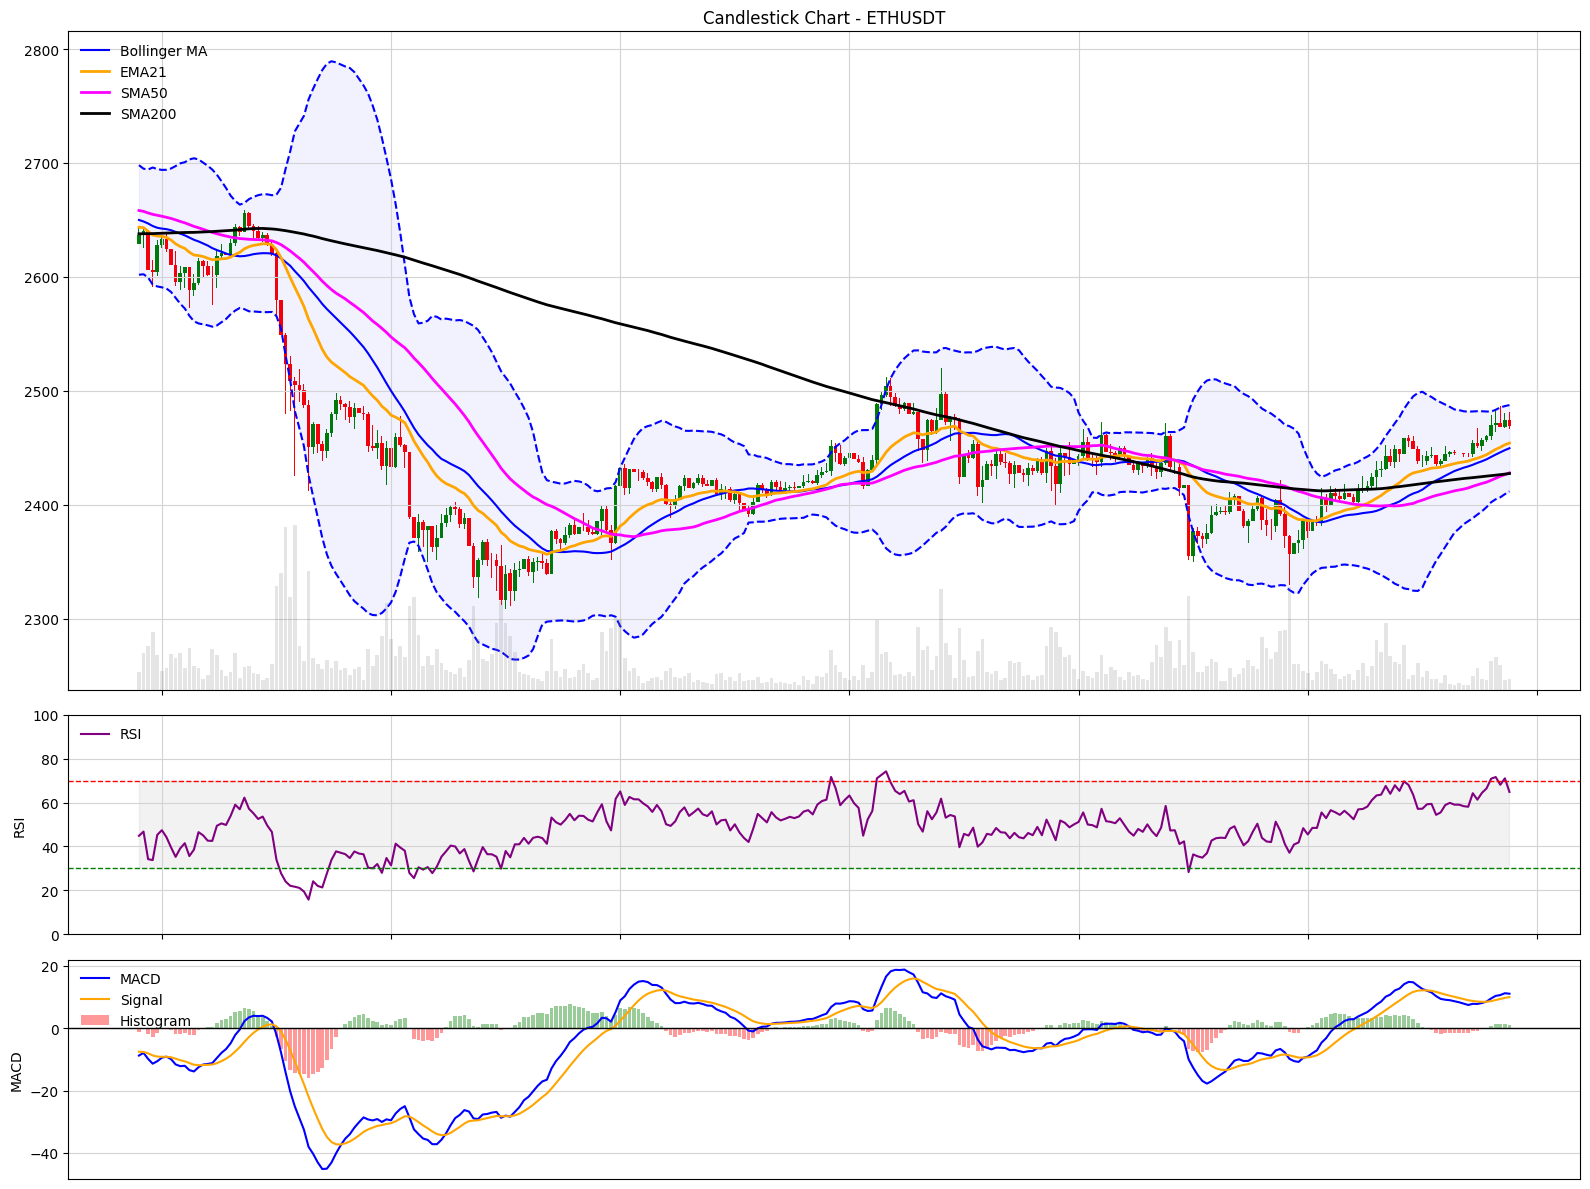 Candlestick Chart - ETHUSDT
Bollinger MA
EMA21
SMA50
SMA200
2800
2700
2600
2500
2400
2300
RSI
100
80
60
40
20
0
RSI
MACD
Signal
Histogram
20
0
−20
−40
MACD